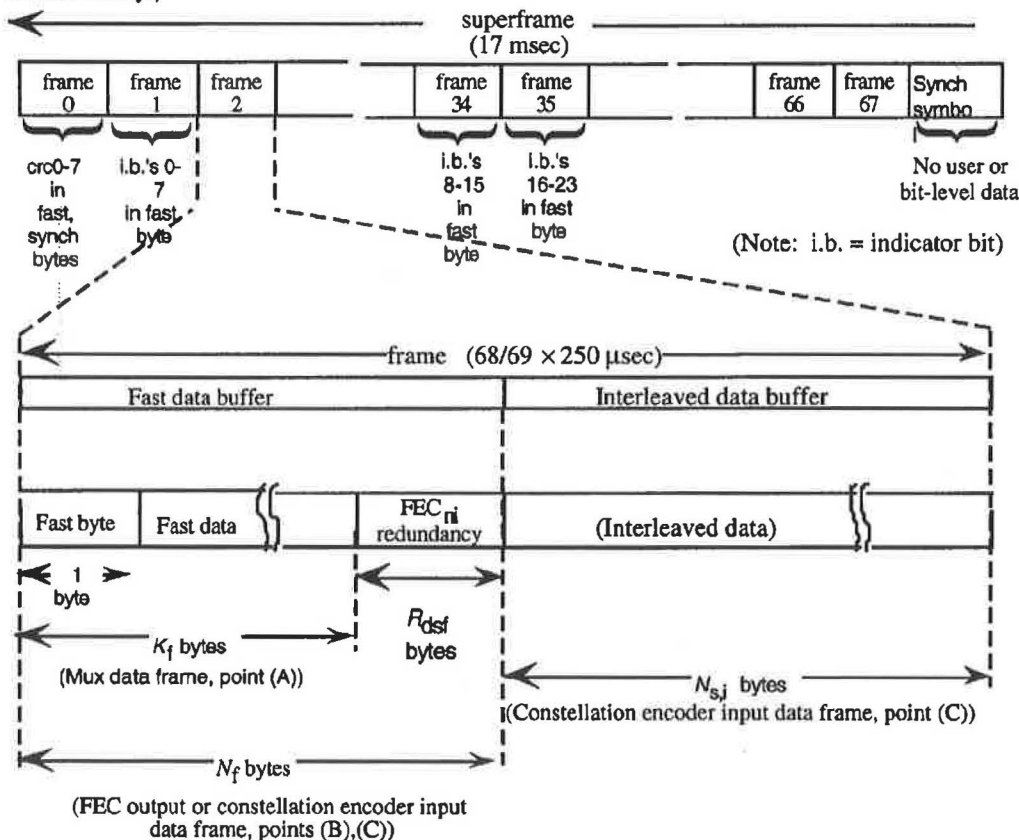 superframe
(17 msec)
frame
0
frame
1
frame
2
frame
34
frame
35
frame
66
frame
67
Synch
symbo
l
crc0-7
in
fast,
synch
bytes
i.b.'s 0-
7
in fast
byte
i.b.'s
8-15
in
fast
byte
i.b.'s
16-23
in fast
byte
No user or
bit-level data
(Note: i.b. = indicator bit)
frame (68/69 × 250 μsec)
Fast data buffer
Interleaved data buffer
Fast byte
Fast data
FEC ni
redundancy
(Interleaved data)
1
byte
Rdsf
bytes
Kf bytes
(Mux data frame, point (A))
Ns,i bytes
(Constellation encoder input data frame, point (C))
Nf bytes
(FEC output or constellation encoder input
data frame, points (B),(C))